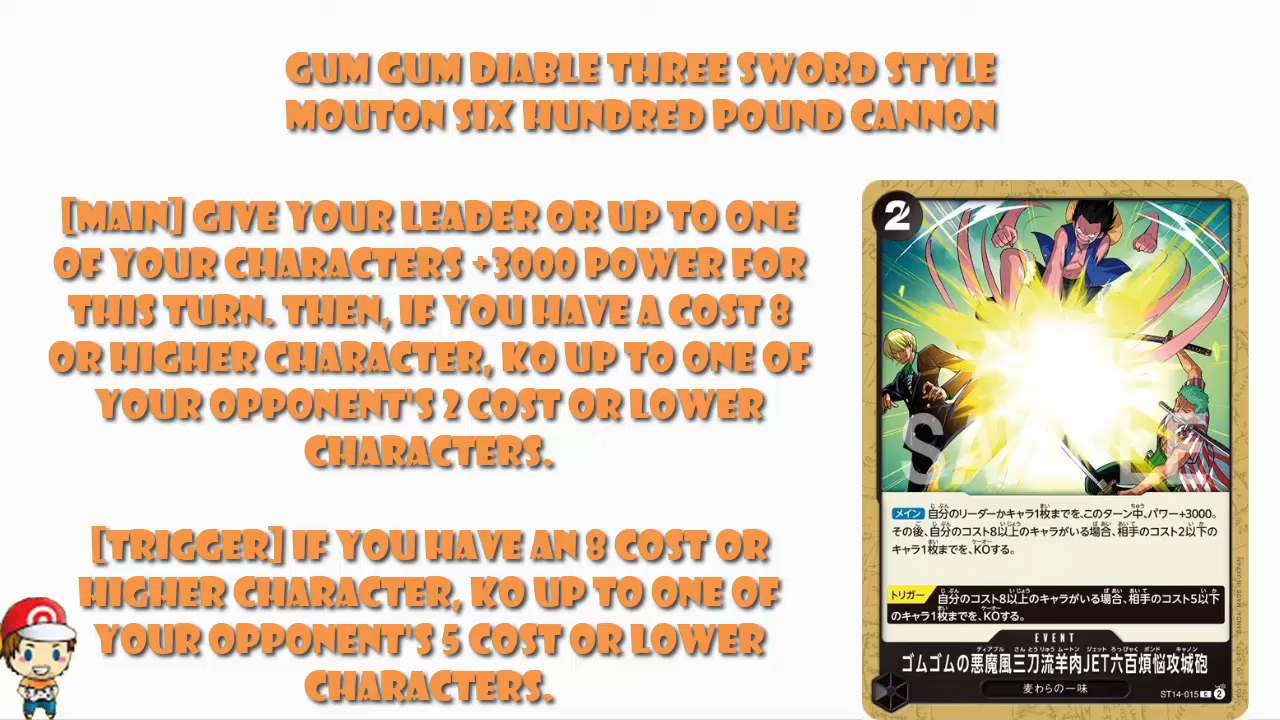 GUM GUM DIABLE THREE SWORD STYLE
MOUTON SIX HUNDRED POUND CANNON
[MAIN] GIVE YOUR LEADER OR UP TO ONE
OF YOUR CHARACTERS +3000 POWER FOR
THIS TURN. THEN, IF YOU HAVE A COST 8
OR HIGHER CHARACTER, KO UP TO ONE OF
YOUR OPPONENT'S 2 COST OR LOWER
CHARACTERS.
[TRIGGER] IF YOU HAVE AN 8 COST OR
HIGHER CHARACTER, KO UP TO ONE OF
YOUR OPPONENT'S 5 COST OR LOWER
CHARACTERS.
2
SAMPLE
メイン 自分のリーダーかキャラ1枚までを、このターン中、パワー+3000。
その後、自分のコスト8以上のキャラがいる場合、相手のコスト2以下の
キャラ1枚までを、KOする。
トリガー 自分のコスト8以上のキャラがいる場合、相手のコスト5以下
のキャラ1枚までを、KOする。
EVENT
ゴムゴムの悪魔風三刀流羊肉JET六百煩悩攻城砲
麦わらの一味
ST14-015 C 2